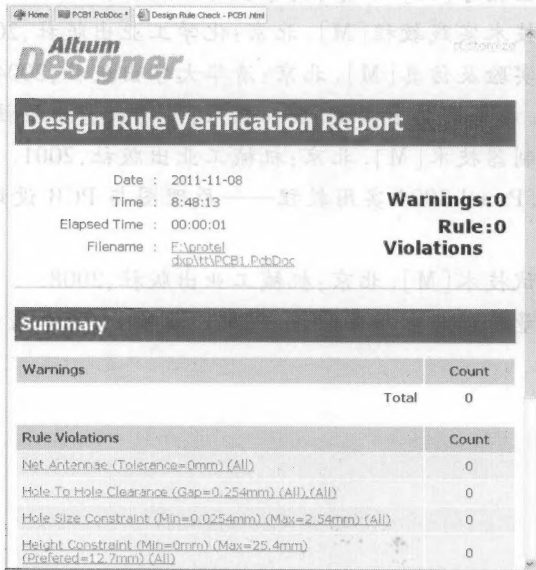 Home PCB1.PcbDoc * Design Rule Check - PCB1.html
Altium
Designer
customize
Design Rule Verification Report
Date : 2011-11-08
Time : 8:48:13
Elapsed Time : 00:00:01
Filename : F:\protel
dxp\tt\PCB1.PcbDoc
Warnings:0
Rule:0
Violations
Summary
Warnings Count
Total 0
Rule Violations Count
Net Antennae (Tolerance=0mm) (All) 0
Hole To Hole Clearance (Gap=0.254mm) (All),(All) 0
Hole Size Constraint (Min=0.0254mm) (Max=2.54mm) (All) 0
Height Constraint (Min=0mm) (Max=25.4mm)
(Prefered=12.7mm) (All) 0